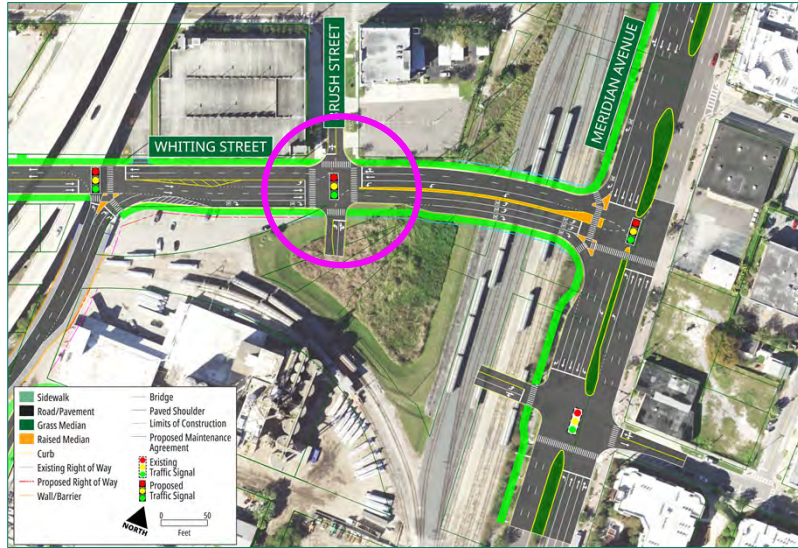 RUSH STREET
MERIDIAN AVENUE
WHITING STREET
Sidewalk
Road/Pavement
Grass Median
Raised Median
Curb
Existing Right of Way
Proposed Right of Way
Wall/Barrier
Bridge
Paved Shoulder
Limits of Construction
Proposed Maintenance
Agreement
Existing
Traffic Signal
Proposed
Traffic Signal
NORTH
0 50
Feet